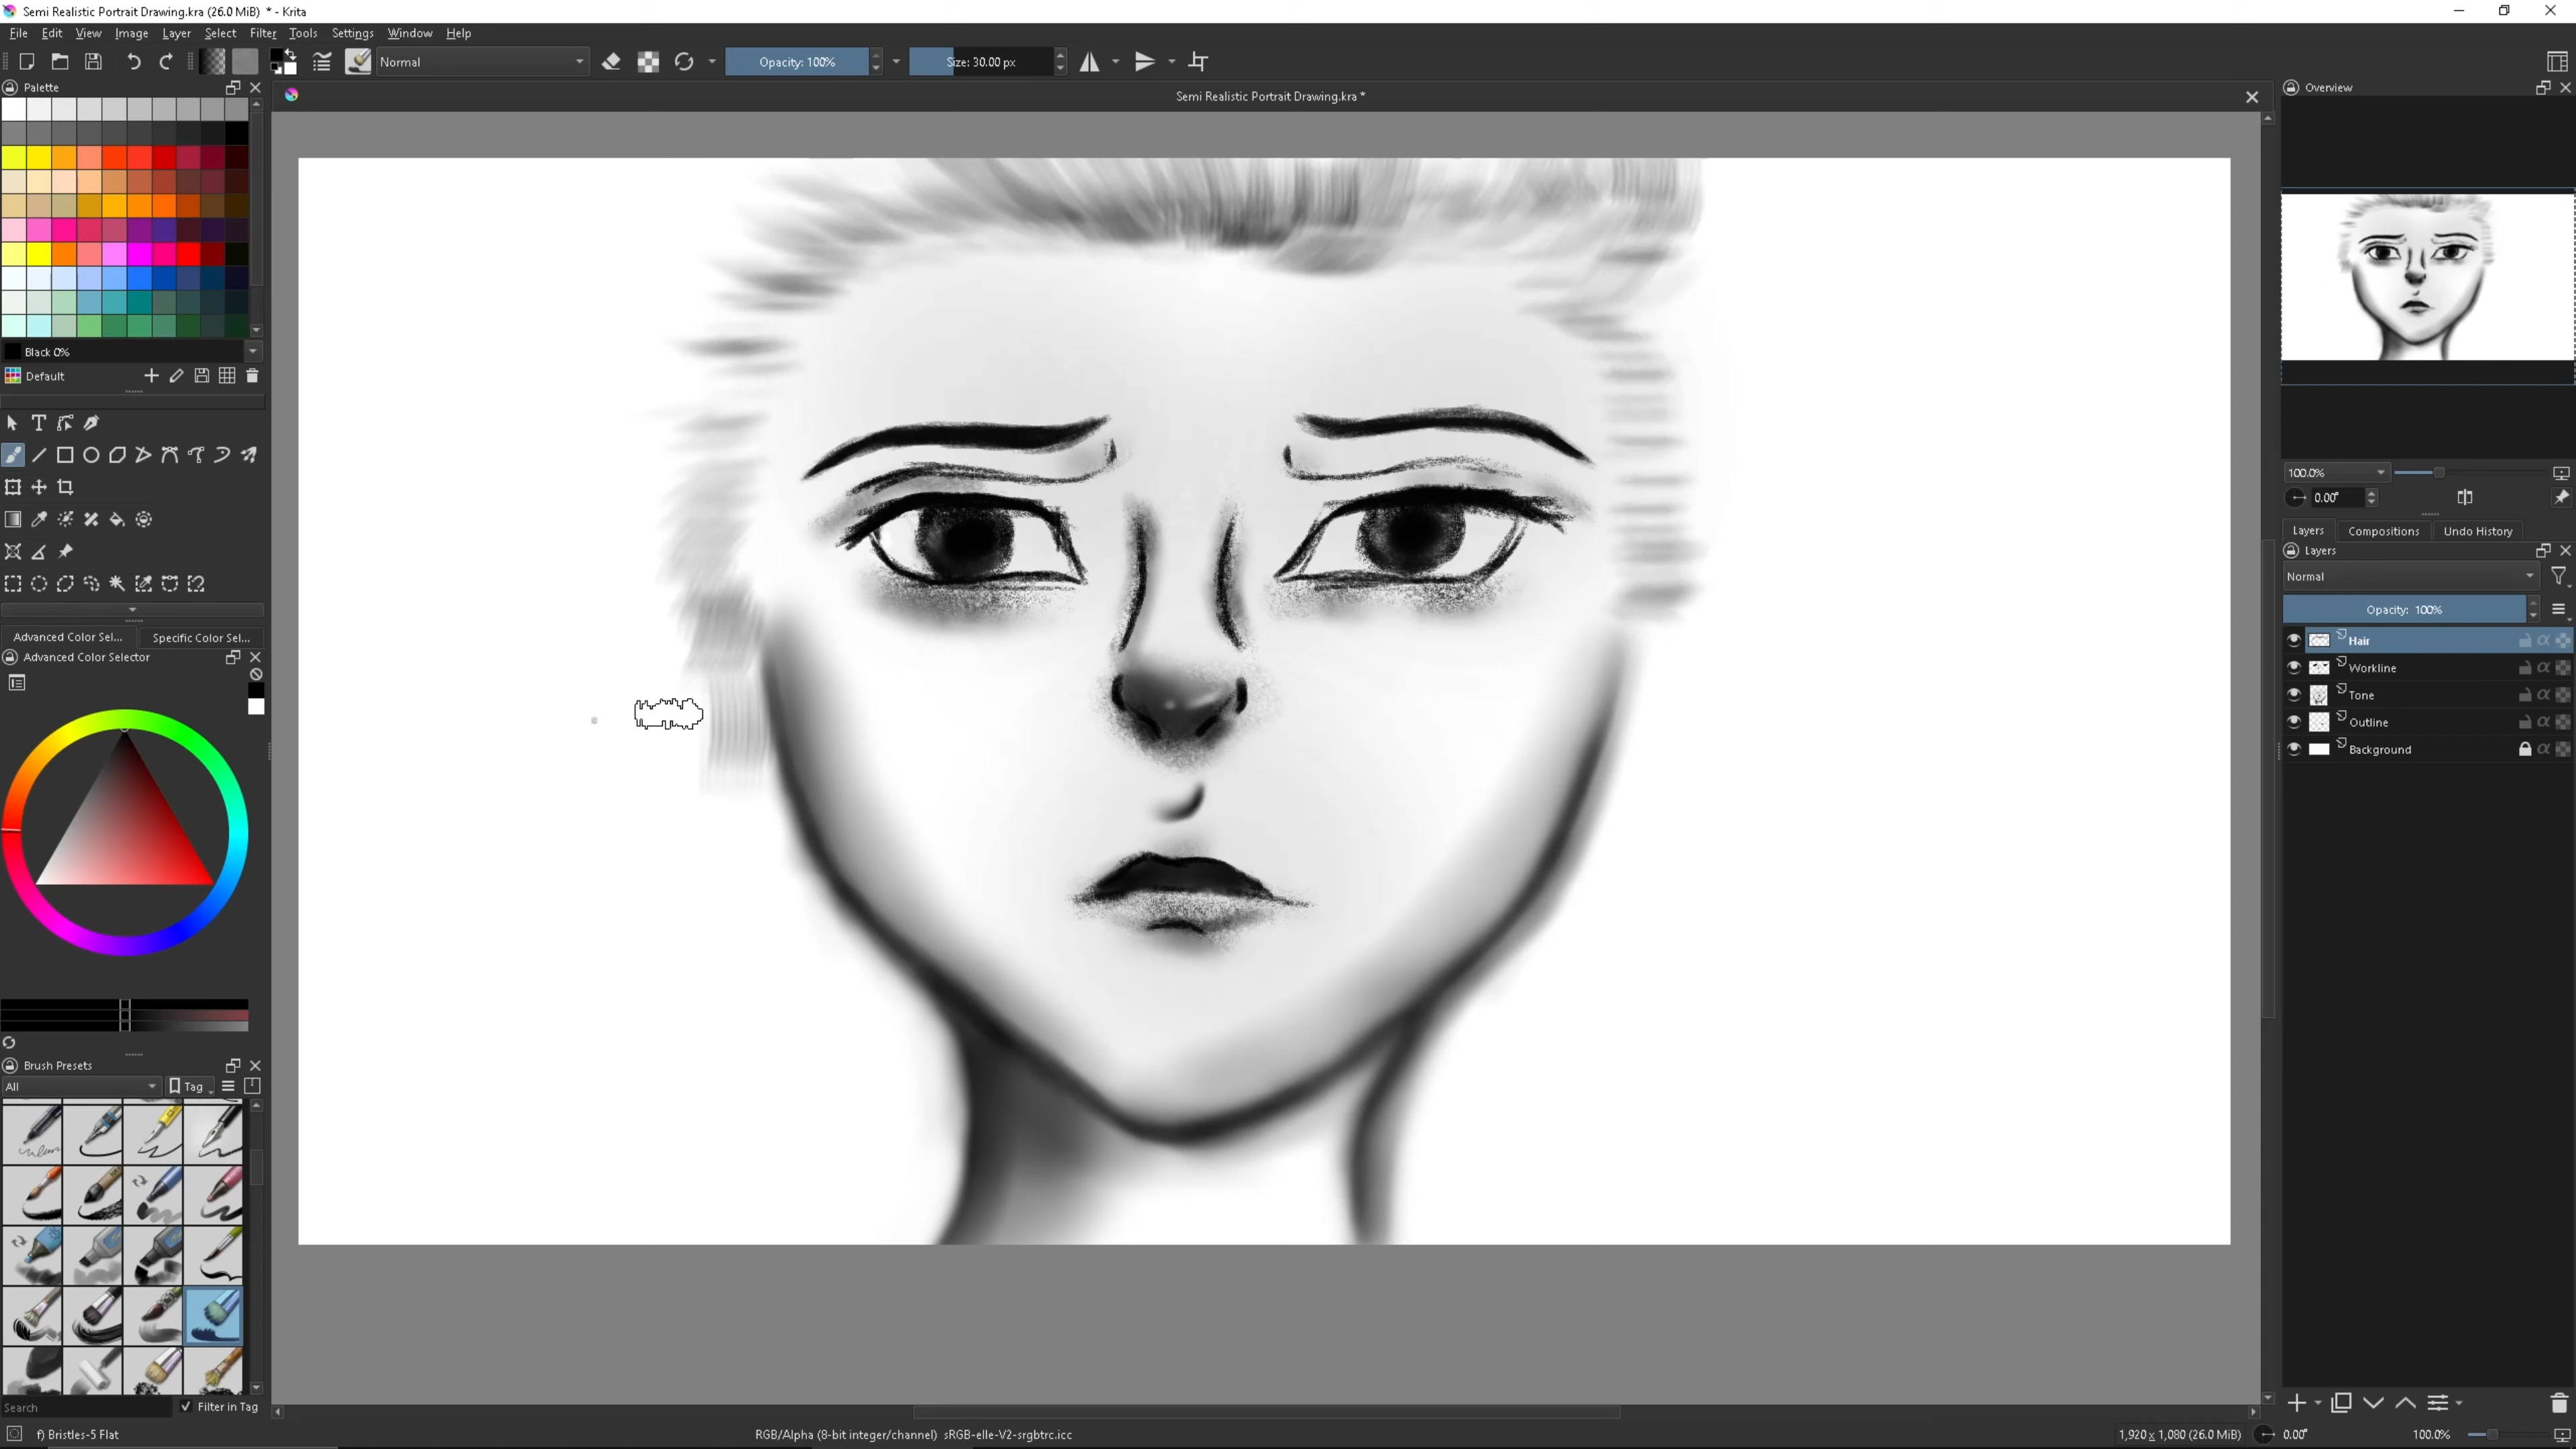 Semi Realistic Portrait Drawing.kra (26.0 MiB) * - Krita
File Edit View Image Layer Select Filter Tools Settings Window Help
Normal Opacity: 100% Size: 30.00 px
Palette
Semi Realistic Portrait Drawing.kra *
Overview
Black 0%
Default
100.0%
0.00°
Layers Compositions Undo History
Layers
Normal
Opacity: 100%
Hair
Workline
Tone
Outline
Background
Advanced Color Sel... Specific Color Sel...
Advanced Color Selector
Brush Presets
All Tag
Search Filter in Tag
f) Bristles-5 Flat
RGB/Alpha (8-bit integer/channel) sRGB-elle-V2-srgbtrc.icc
1,920 x 1,080 (26.0 MiB) 0.00° 100.0%